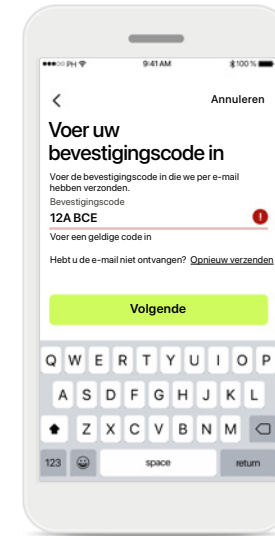 PH 9:41 AM 100 %
Annuleren
Voer uw
bevestigingscode in
Voer de bevestigingscode in die we per e-mail
hebben verzonden.
Bevestigingscode
12A BCE
Voer een geldige code in
Hebt u de e-mail niet ontvangen? Opnieuw verzenden
Volgende
Q W E R T Y U I O P
A S D F G H J K L
Z X C V B N M
123 space return